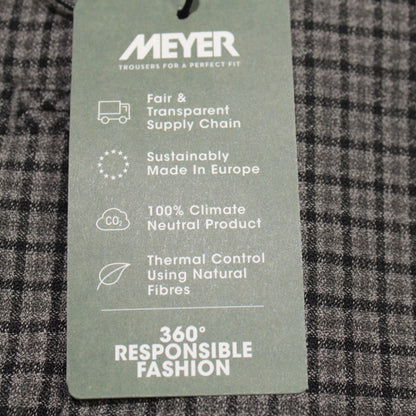 MEYER
TROUSERS FOR A PERFECT FIT
Fair &
Transparent
Supply Chain
Sustainably
Made In Europe
CO₂
100% Climate
Neutral Product
Thermal Control
Using Natural
Fibres
360°
RESPONSIBLE
FASHION